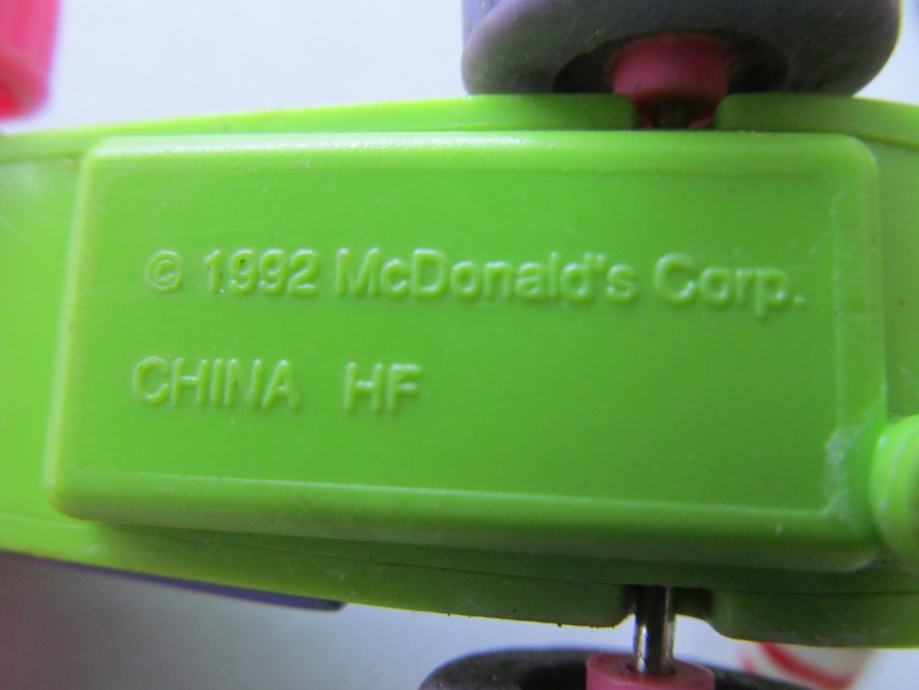 © 1992 McDonald's Corp.
CHINA HF